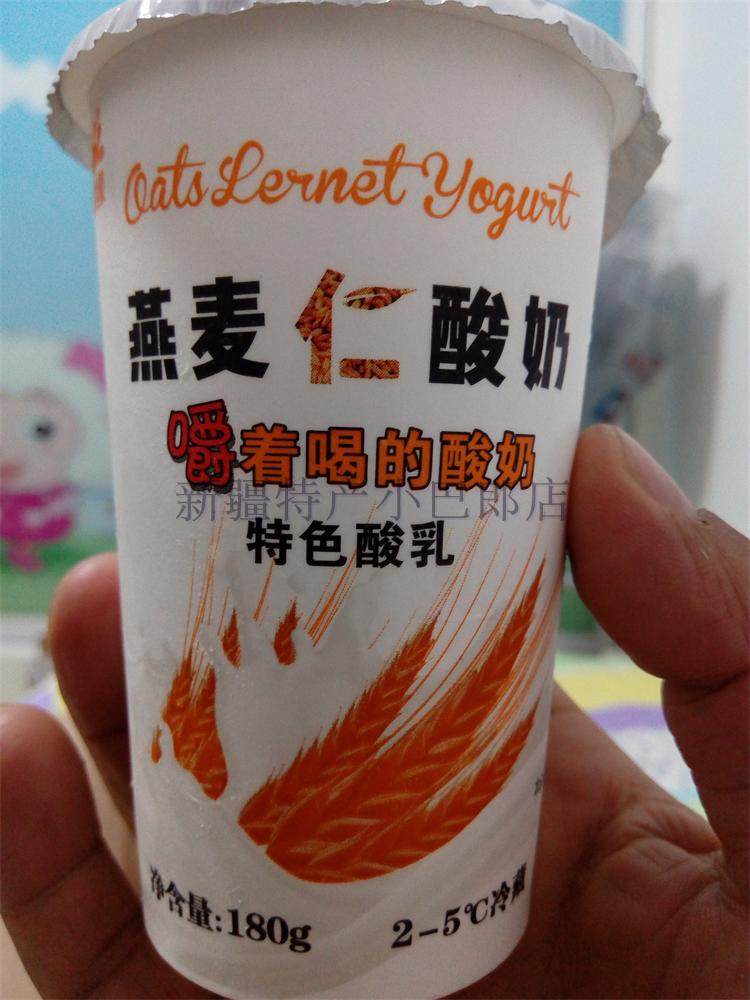 Oats Lernet Yogurt
燕麦仁酸奶
嚼着喝的酸奶
新疆特产小巴郎店
特色酸乳
净含量:180g
2-5℃冷藏